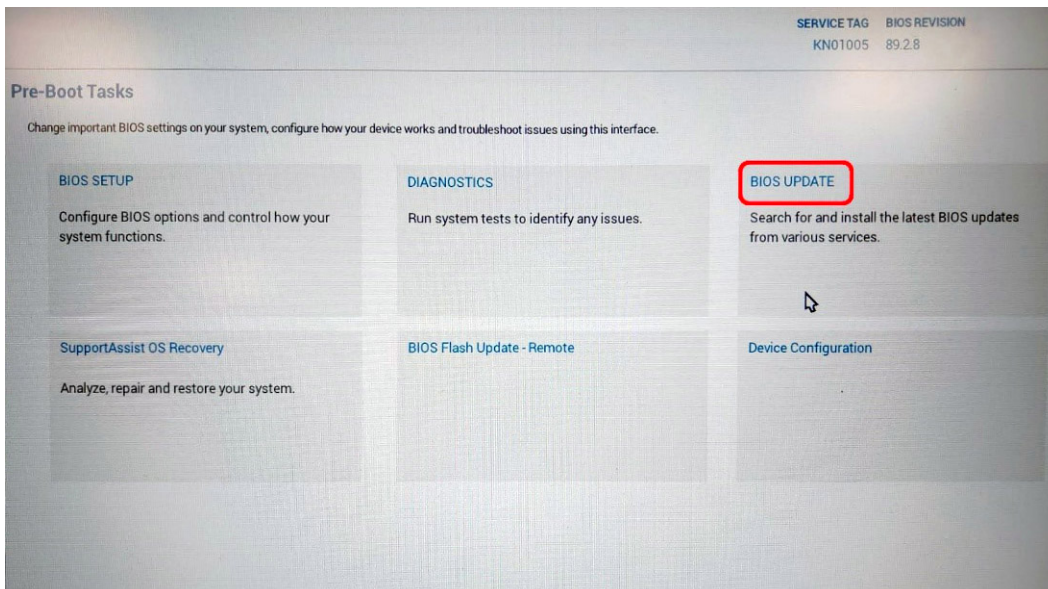 SERVICE TAG BIOS REVISION
KN01005 89.2.8
Pre-Boot Tasks
Change important BIOS settings on your system, configure how your device works and troubleshoot issues using this interface.
BIOS SETUP
Configure BIOS options and control how your
system functions.
DIAGNOSTICS
Run system tests to identify any issues.
BIOS UPDATE
Search for and install the latest BIOS updates
from various services.
SupportAssist OS Recovery
Analyze, repair and restore your system.
BIOS Flash Update - Remote
Device Configuration